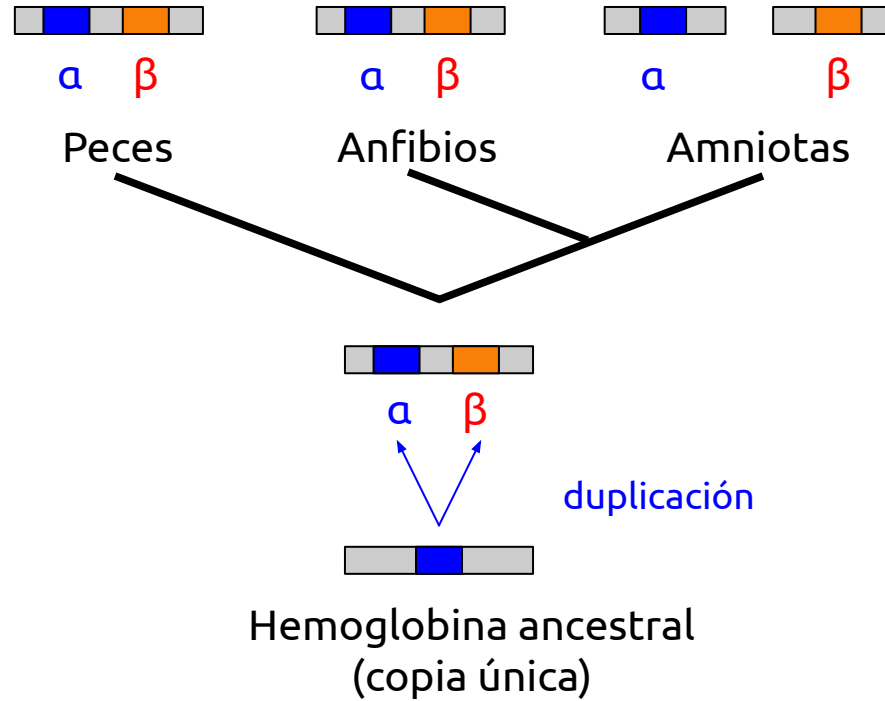 α β α β α β
Peces Anfibios Amniotas
α β
duplicación
Hemoglobina ancestral
(copia única)